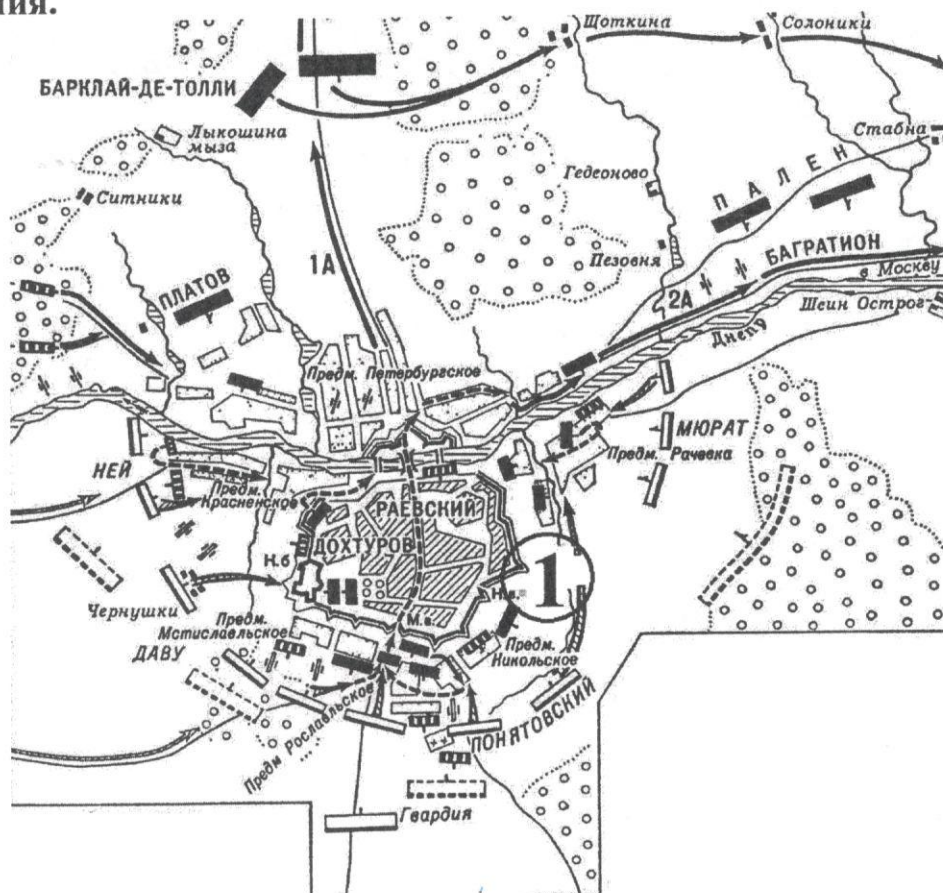 ния.
Шоткина
Солоники
БАРКЛАЙ-ДЕ-ТОЛЛИ
Лыкошина
мыза
Стабна
Гедеоново
ПАЛЕН
Ситники
1А
Пезовня
БАГРАТИОН
в Москву
ПЛАТОВ
2А
Шеин Острог
Днепр
Предм. Петербургское
МЮРАТ
НЕЙ
Предм. Рачевка
Предм.
Красненское
РАЕВСКИЙ
ДОХТУРОВ
Н.б
1
Чернушки
М.в.
Предм.
Мстиславльское
Предм.
Никольское
ДАВУ
Предм Рославльское
ПОНЯТОВСКИЙ
Гвардия